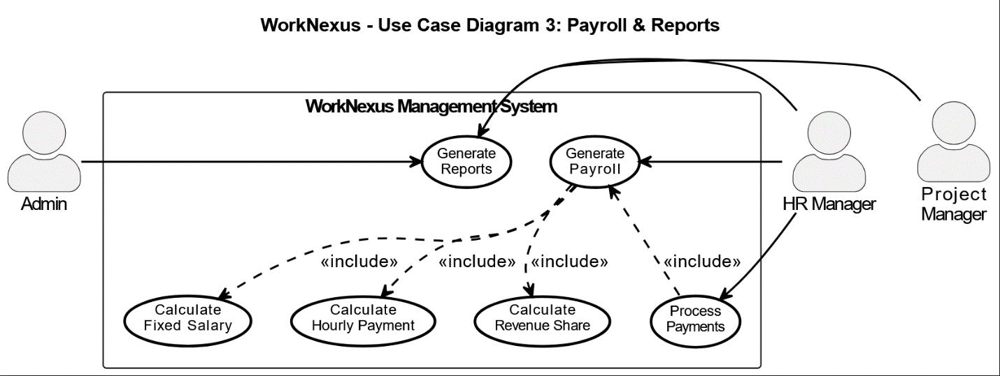 WorkNexus - Use Case Diagram 3: Payroll & Reports
WorkNexus Management System
Generate
Reports
Generate
Payroll
Admin
HR Manager
Project
Manager
«include»
«include»
«include»
«include»
Calculate
Fixed Salary
Calculate
Hourly Payment
Calculate
Revenue Share
Process
Payments